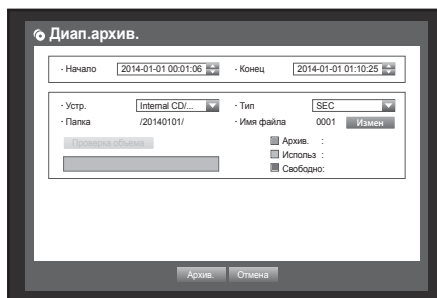 Диап.архив.
· Начало 2014-01-01 00:01:06 · Конец 2014-01-01 01:10:25
· Устр. Internal CD/... · Тип SEC
· Папка /20140101/ · Имя файла 0001 Измен
Проверка объема Архив. :
Использ :
Свободно:
Архив. Отмена